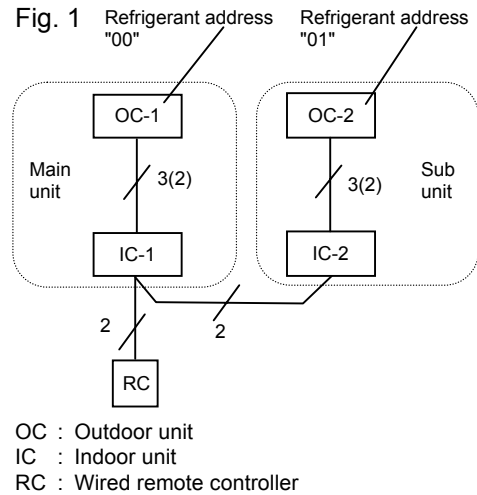 Fig. 1
Refrigerant address "00"
Refrigerant address "01"
OC-1
OC-2
Main unit
3(2)
3(2)
Sub unit
IC-1
IC-2
2
2
RC
OC : Outdoor unit
IC : Indoor unit
RC : Wired remote controller